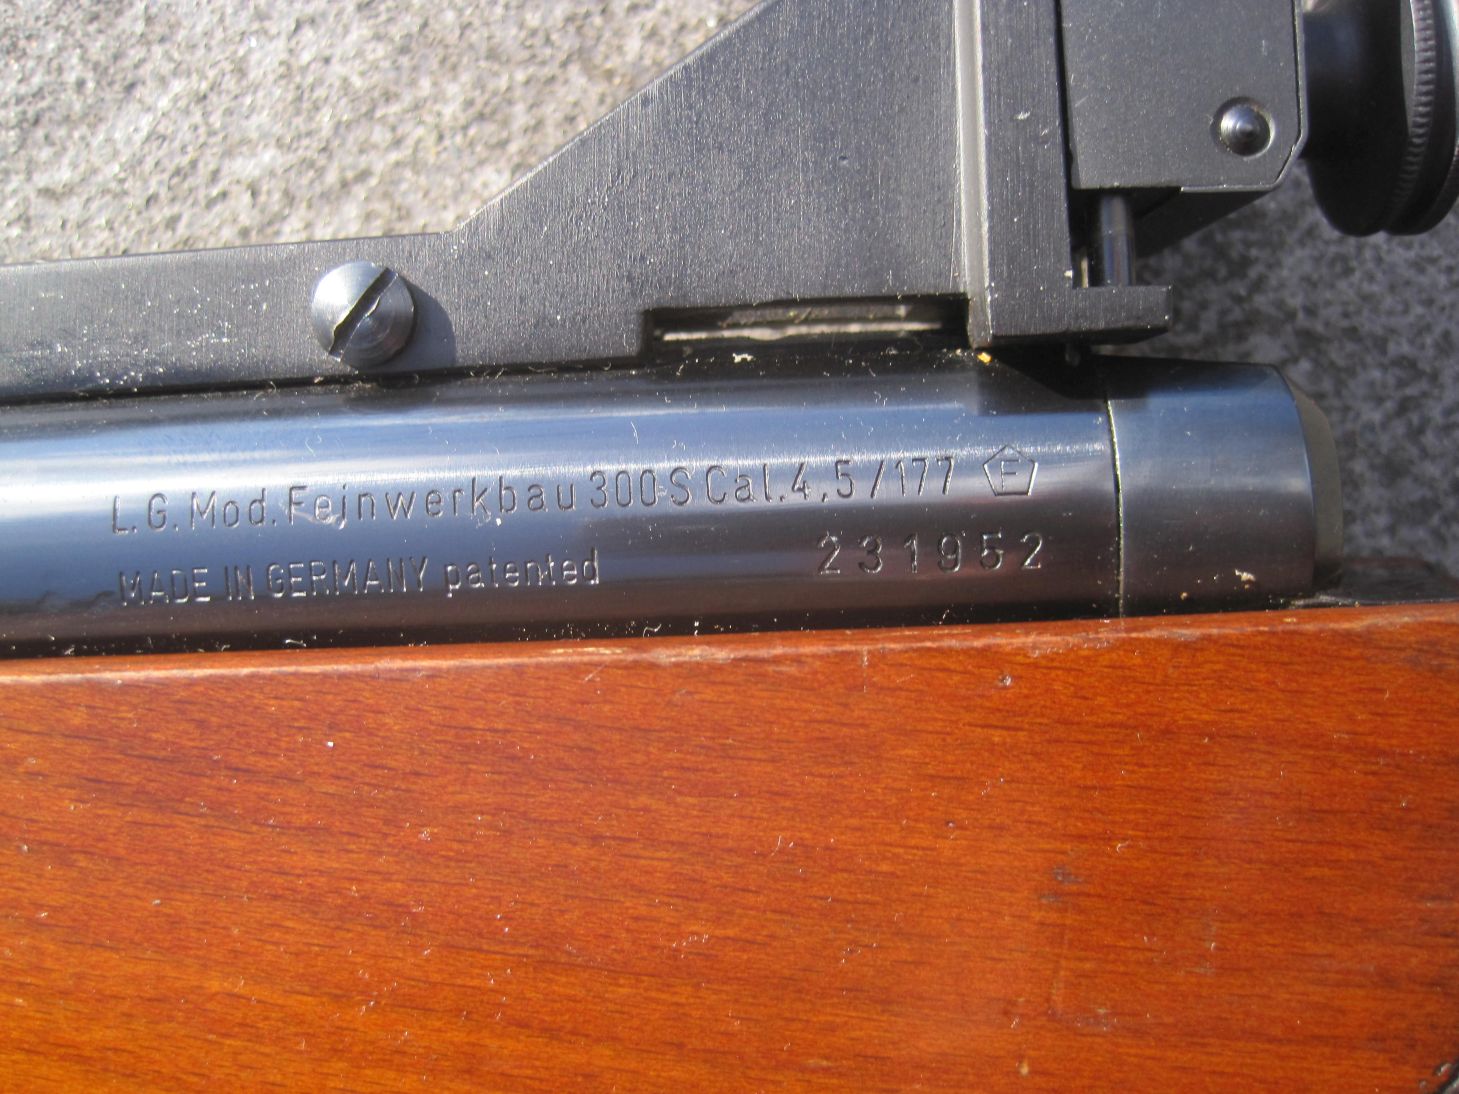 L.G. Mod. Feinwerkbau 300-S Cal. 4,5 / 177 F
MADE IN GERMANY patented 231952